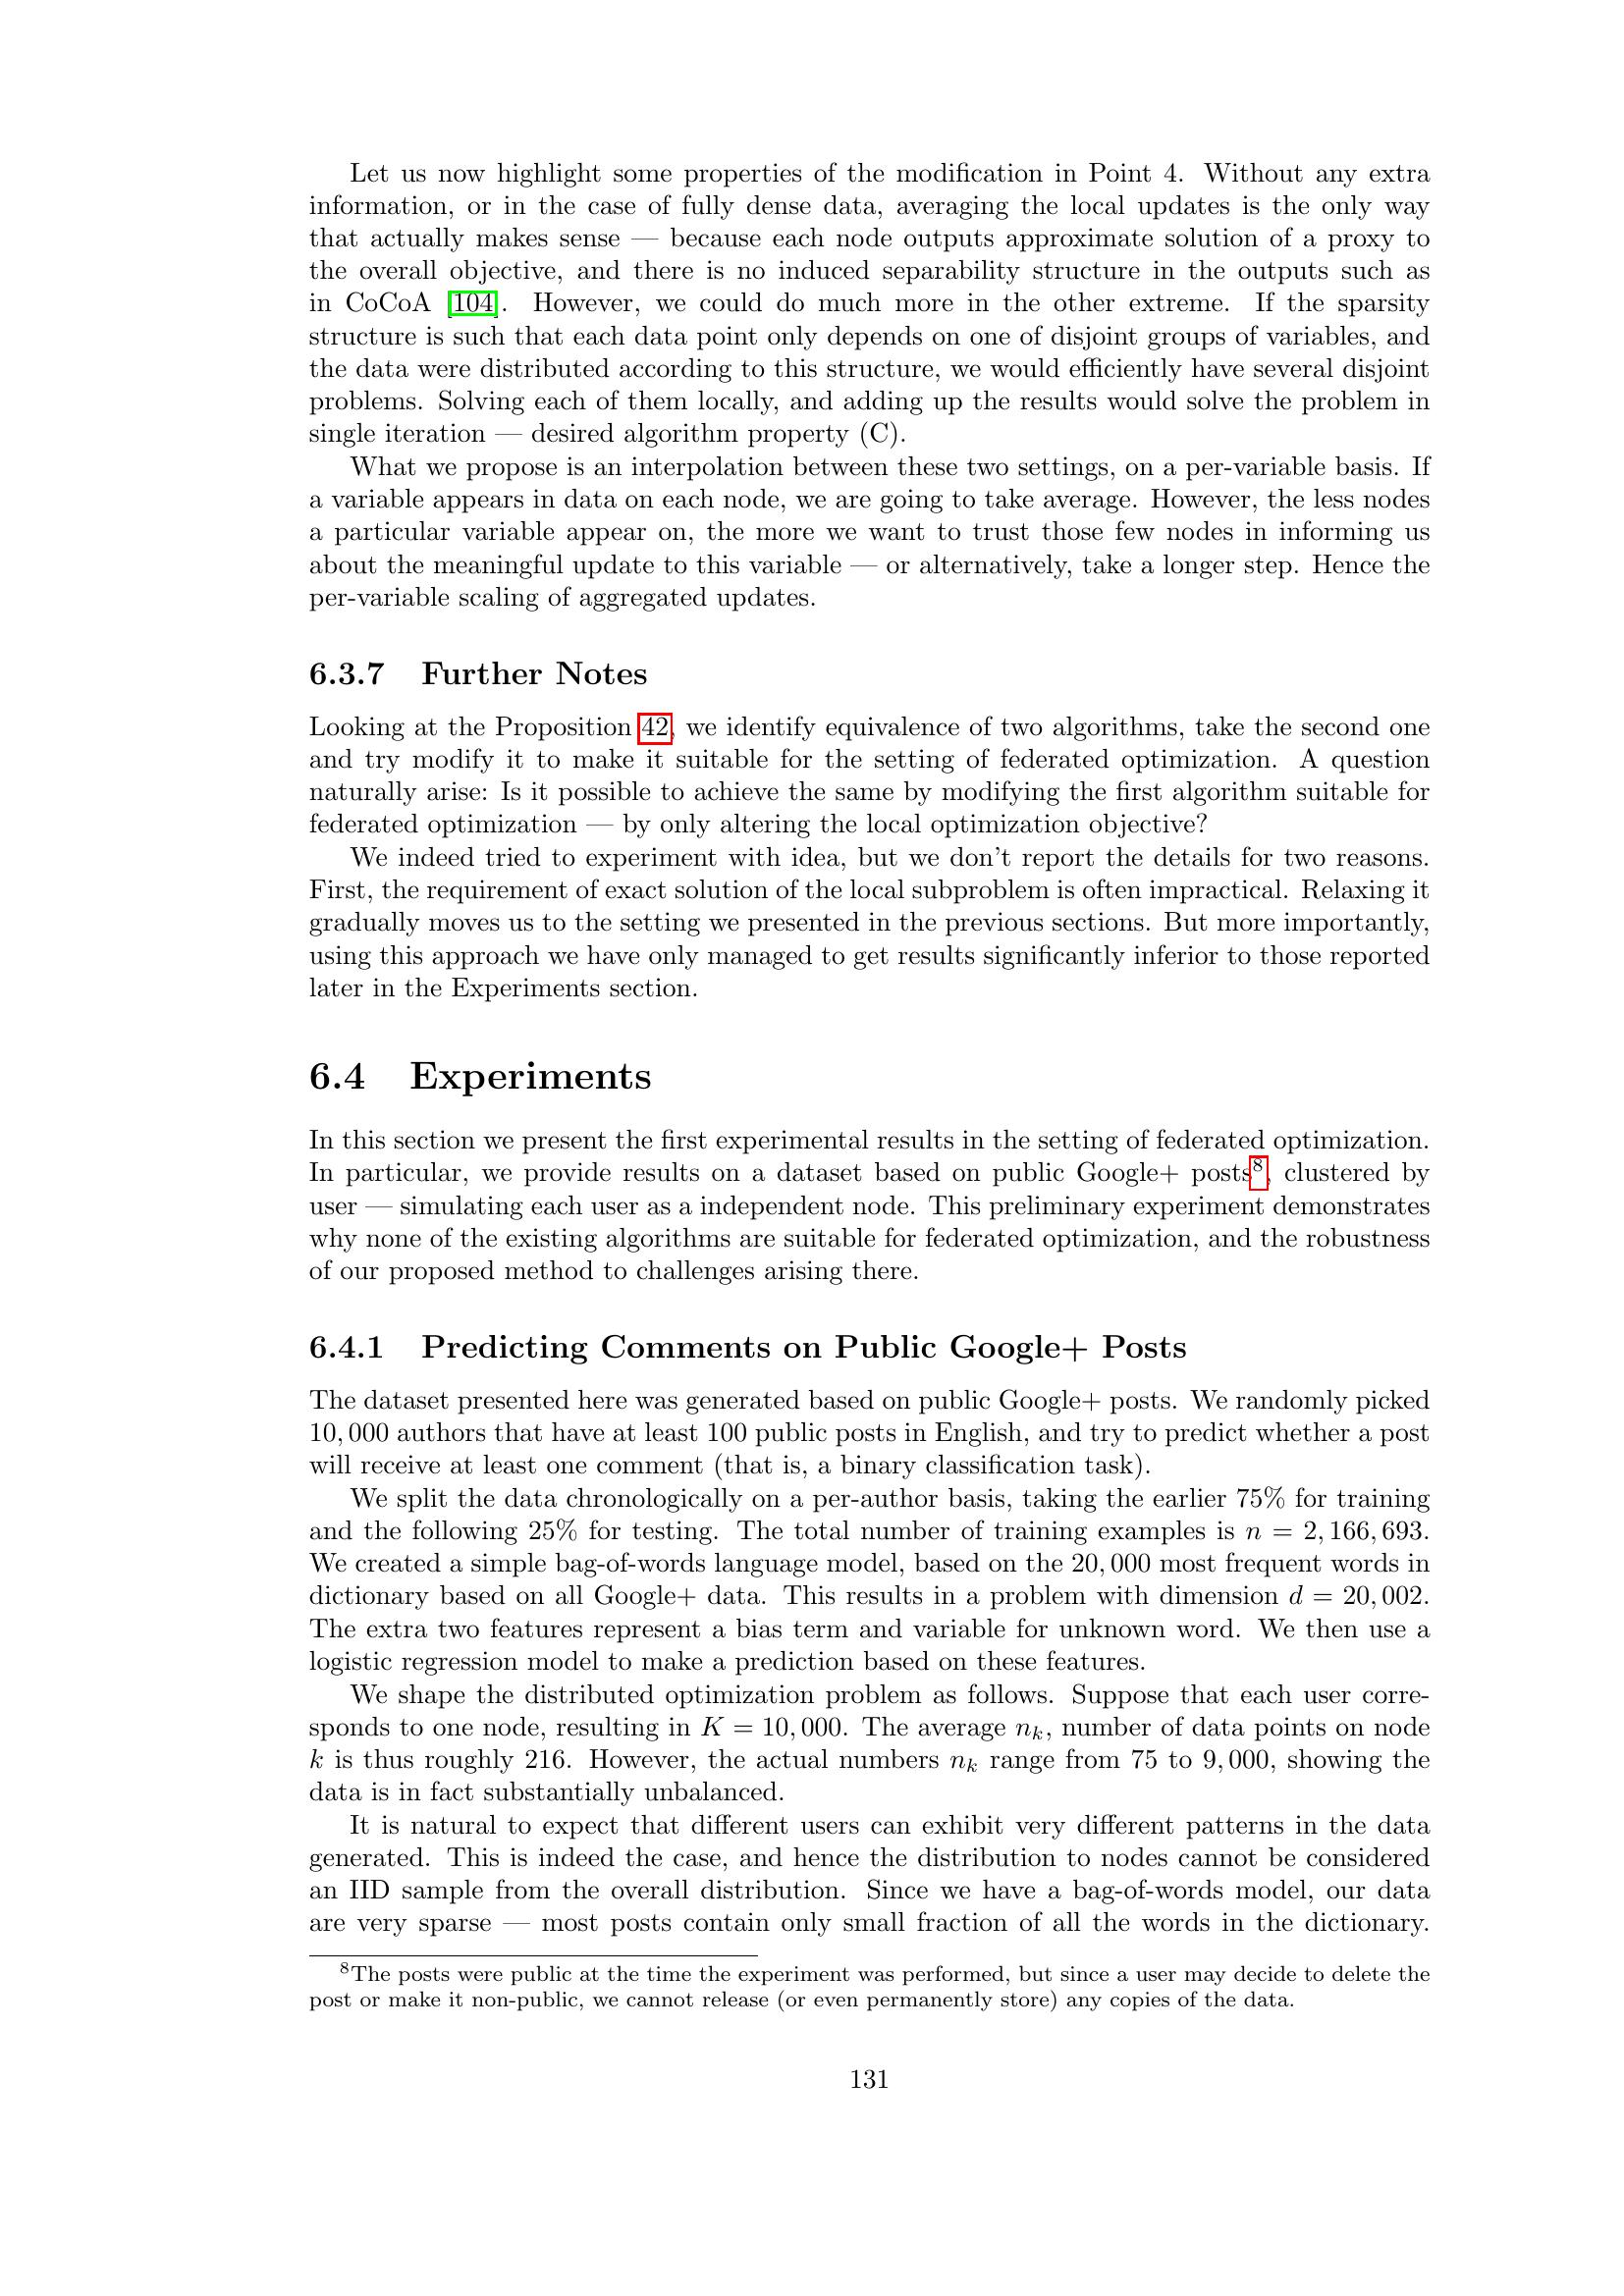 Let us now highlight some properties of the modification in Point 4. Without any extra
information, or in the case of fully dense data, averaging the local updates is the only way
that actually makes sense — because each node outputs approximate solution of a proxy to
the overall objective, and there is no induced separability structure in the outputs such as
in CoCoA [104]. However, we could do much more in the other extreme. If the sparsity
structure is such that each data point only depends on one of disjoint groups of variables, and
the data were distributed according to this structure, we would efficiently have several disjoint
problems. Solving each of them locally, and adding up the results would solve the problem in
single iteration — desired algorithm property (C).
What we propose is an interpolation between these two settings, on a per-variable basis. If
a variable appears in data on each node, we are going to take average. However, the less nodes
a particular variable appear on, the more we want to trust those few nodes in informing us
about the meaningful update to this variable — or alternatively, take a longer step. Hence the
per-variable scaling of aggregated updates.
6.3.7 Further Notes
Looking at the Proposition 42, we identify equivalence of two algorithms, take the second one
and try modify it to make it suitable for the setting of federated optimization. A question
naturally arise: Is it possible to achieve the same by modifying the first algorithm suitable for
federated optimization — by only altering the local optimization objective?
We indeed tried to experiment with idea, but we don't report the details for two reasons.
First, the requirement of exact solution of the local subproblem is often impractical. Relaxing it
gradually moves us to the setting we presented in the previous sections. But more importantly,
using this approach we have only managed to get results significantly inferior to those reported
later in the Experiments section.
6.4 Experiments
In this section we present the first experimental results in the setting of federated optimization.
In particular, we provide results on a dataset based on public Google+ posts⁸, clustered by
user — simulating each user as a independent node. This preliminary experiment demonstrates
why none of the existing algorithms are suitable for federated optimization, and the robustness
of our proposed method to challenges arising there.
6.4.1 Predicting Comments on Public Google+ Posts
The dataset presented here was generated based on public Google+ posts. We randomly picked
10,000 authors that have at least 100 public posts in English, and try to predict whether a post
will receive at least one comment (that is, a binary classification task).
We split the data chronologically on a per-author basis, taking the earlier 75% for training
and the following 25% for testing. The total number of training examples is n = 2,166,693.
We created a simple bag-of-words language model, based on the 20,000 most frequent words in
dictionary based on all Google+ data. This results in a problem with dimension d = 20,002.
The extra two features represent a bias term and variable for unknown word. We then use a
logistic regression model to make a prediction based on these features.
We shape the distributed optimization problem as follows. Suppose that each user corre-
sponds to one node, resulting in K = 10,000. The average nₖ, number of data points on node
k is thus roughly 216. However, the actual numbers nₖ range from 75 to 9,000, showing the
data is in fact substantially unbalanced.
It is natural to expect that different users can exhibit very different patterns in the data
generated. This is indeed the case, and hence the distribution to nodes cannot be considered
an IID sample from the overall distribution. Since we have a bag-of-words model, our data
are very sparse — most posts contain only small fraction of all the words in the dictionary.
⁸The posts were public at the time the experiment was performed, but since a user may decide to delete the
post or make it non-public, we cannot release (or even permanently store) any copies of the data.
131